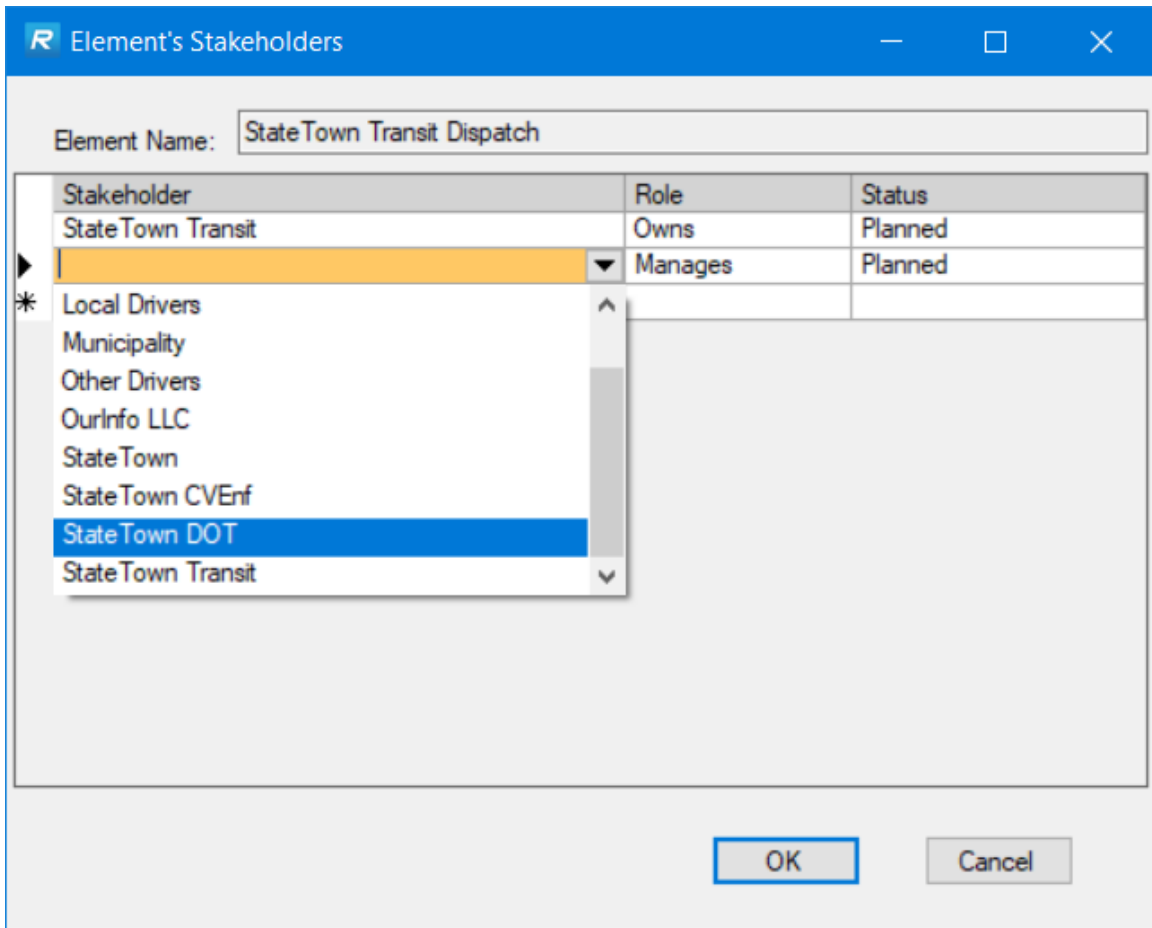 R Element's Stakeholders
Element Name: StateTown Transit Dispatch
Stakeholder Role Status
StateTown Transit Owns Planned
Manages Planned
Local Drivers
Municipality
Other Drivers
OurInfo LLC
StateTown
StateTown CVEnf
StateTown DOT
StateTown Transit
OK Cancel